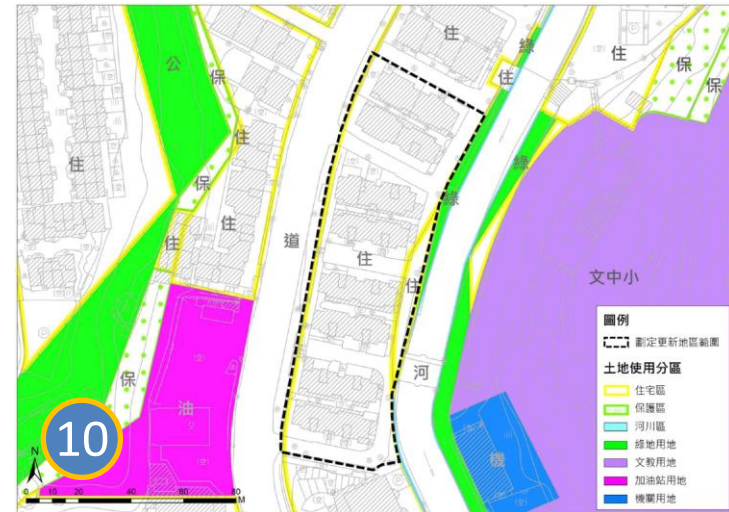 公
保
住
保
住
住
保
油
住
道
住
住
綠
綠
住
住
河
綠
住
保
保
文中小
機
圖例
劃定更新地區範圍
土地使用分區
住宅區
保護區
河川區
綠地用地
文教用地
加油站用地
機關用地
10
N
0 10 20 40 60 80
M